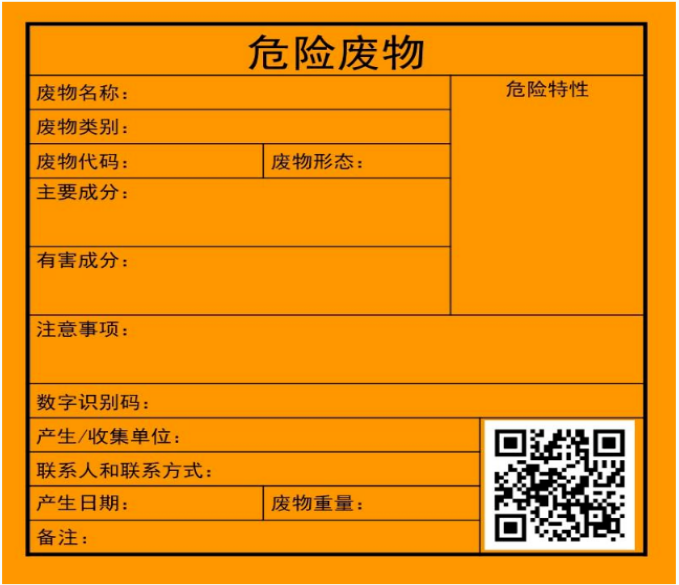 危险废物
废物名称：
危险特性
废物类别：
废物代码：
废物形态：
主要成分：
有害成分：
注意事项：
数字识别码：
产生/收集单位：
联系人和联系方式：
产生日期：
废物重量：
备注：